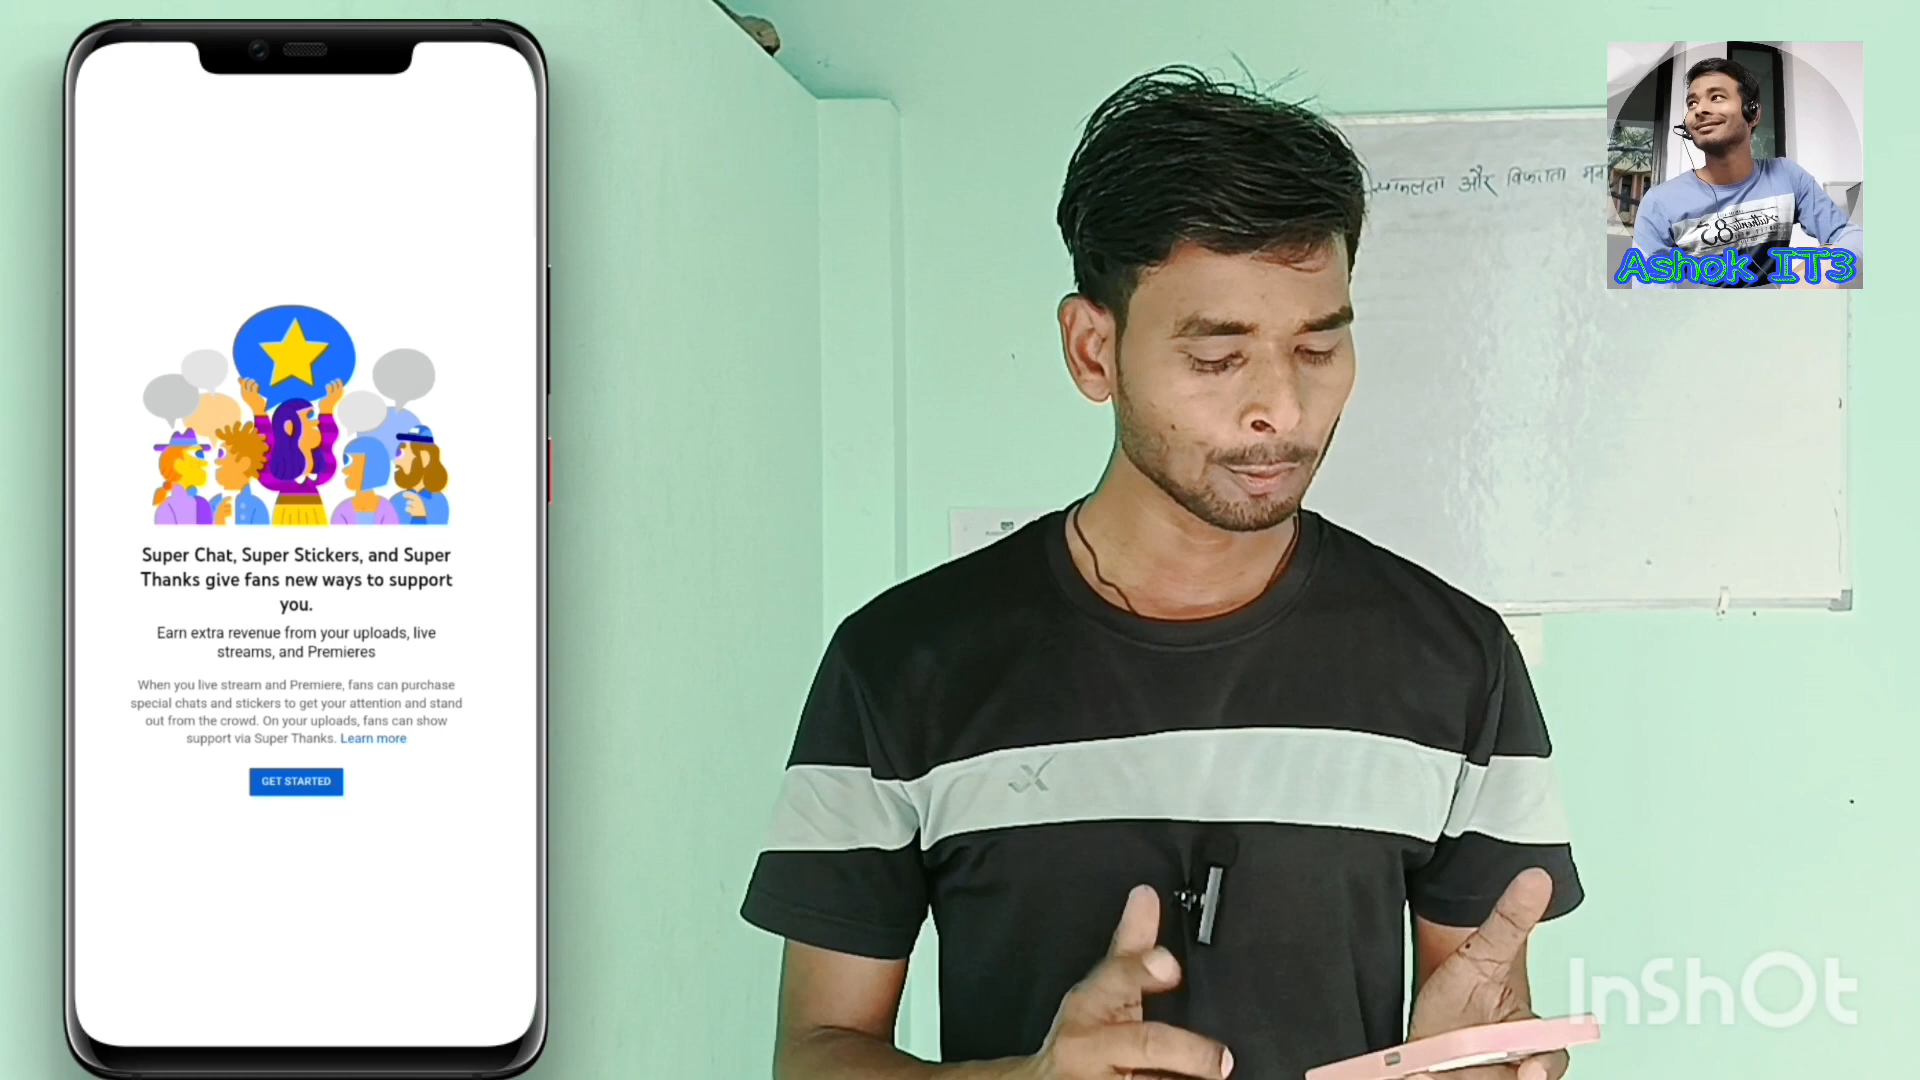 Super Chat, Super Stickers, and Super
Thanks give fans new ways to support
you.
Earn extra revenue from your uploads, live
streams, and Premieres
When you live stream and Premiere, fans can purchase
special chats and stickers to get your attention and stand
out from the crowd. On your uploads, fans can show
support via Super Thanks. Learn more
GET STARTED
सफलता और विफलता
83
Ashok IT3
InShOt